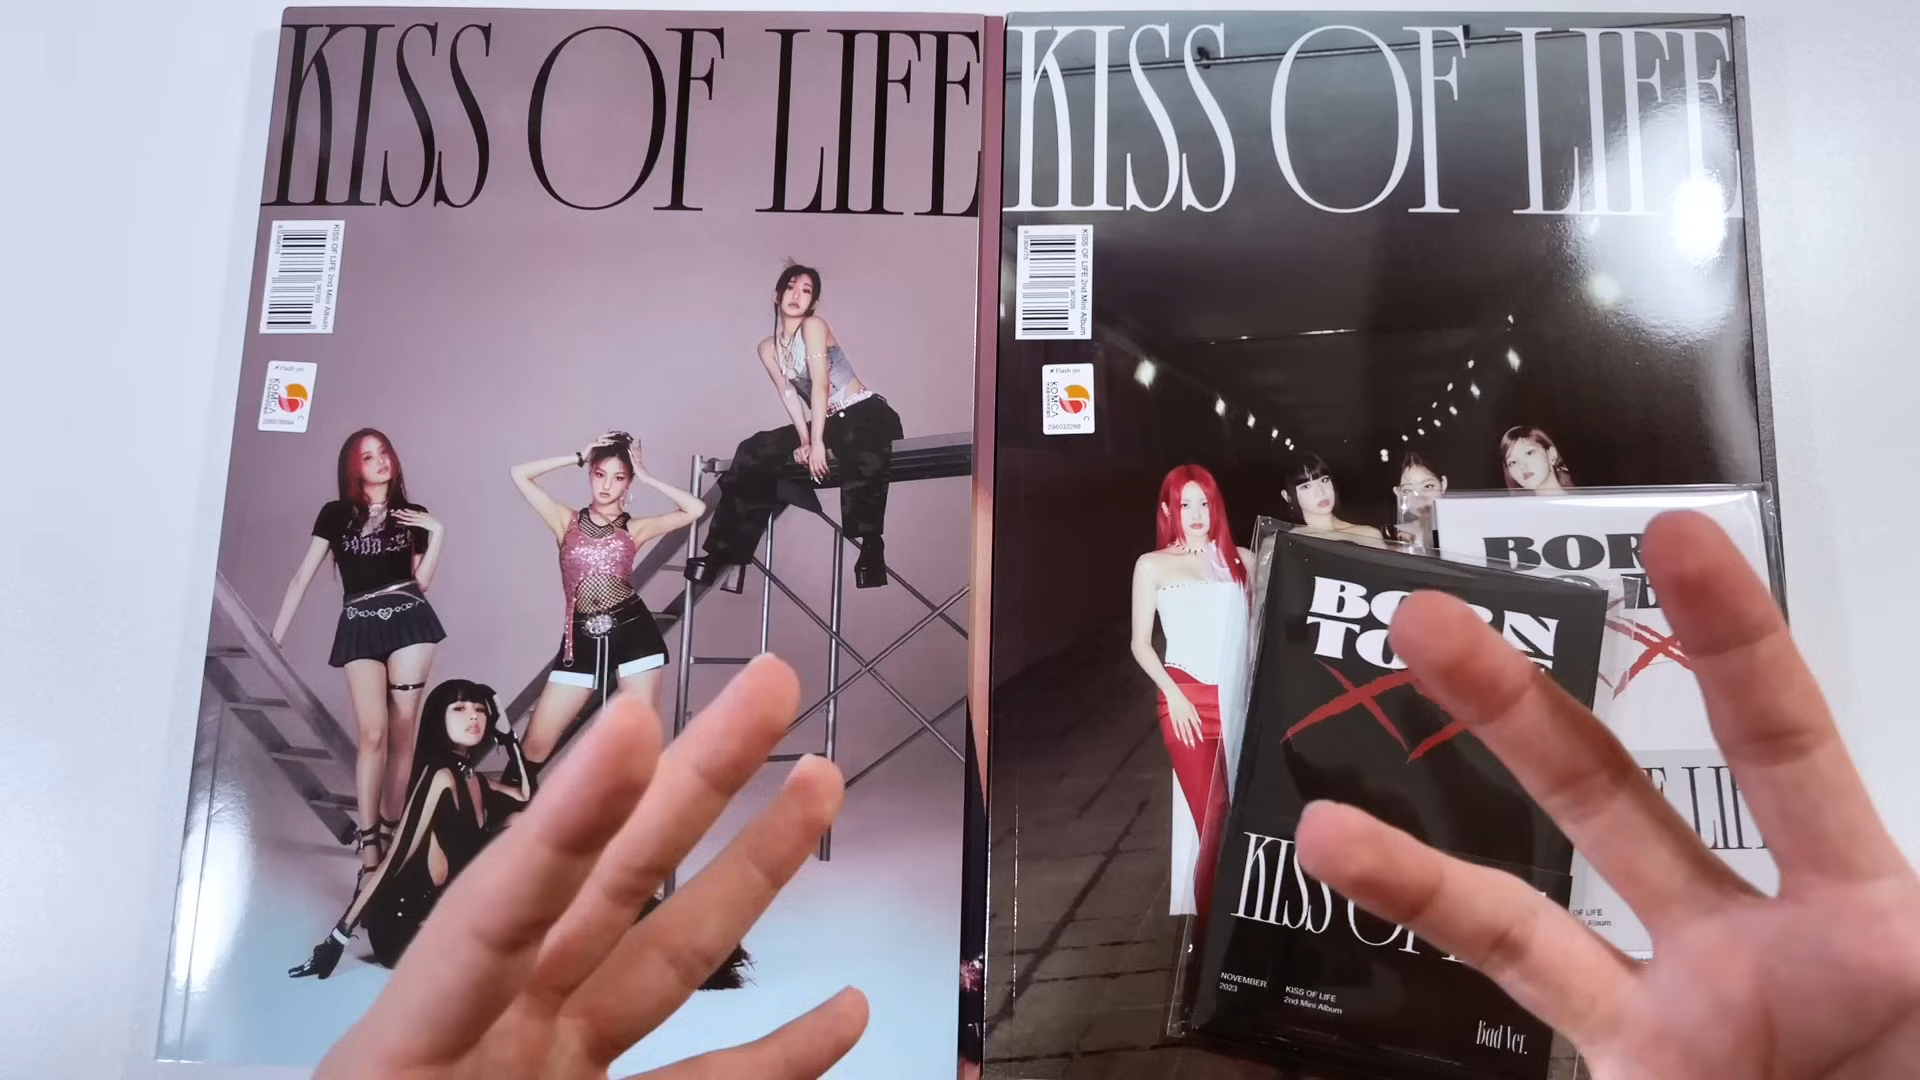 KISS OF LIFE
KISS OF LIFE 2nd Mini Album
Flash on
KOMCA
KISS OF LIFE
KISS OF LIFE 2nd Mini Album
Flash on
KOMCA
298032268
BORN
TO
KISS
NOVEMBER
2023
KISS OF LIFE
2nd Mini Album
Bad Ver.
OF LIFE
Album